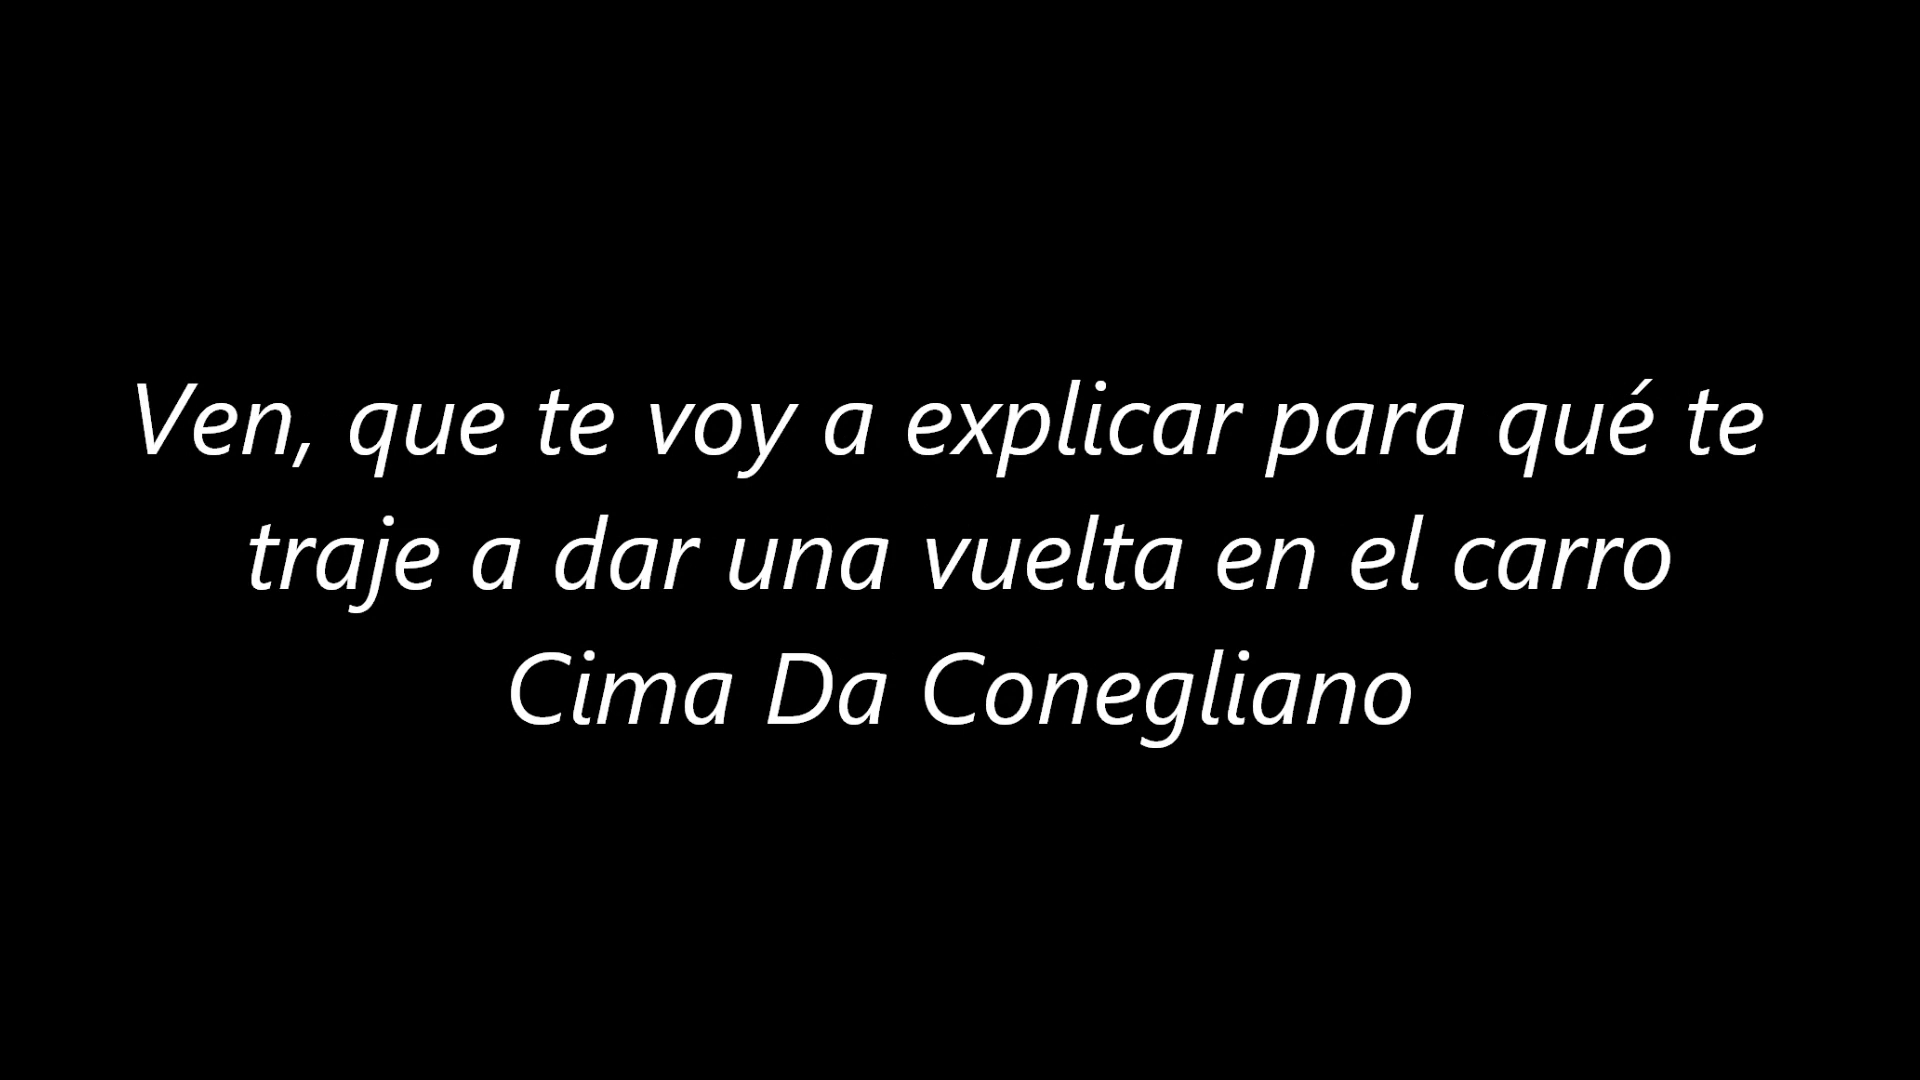 Ven, que te voy a explicar para qué te
traje a dar una vuelta en el carro
Cima Da Conegliano